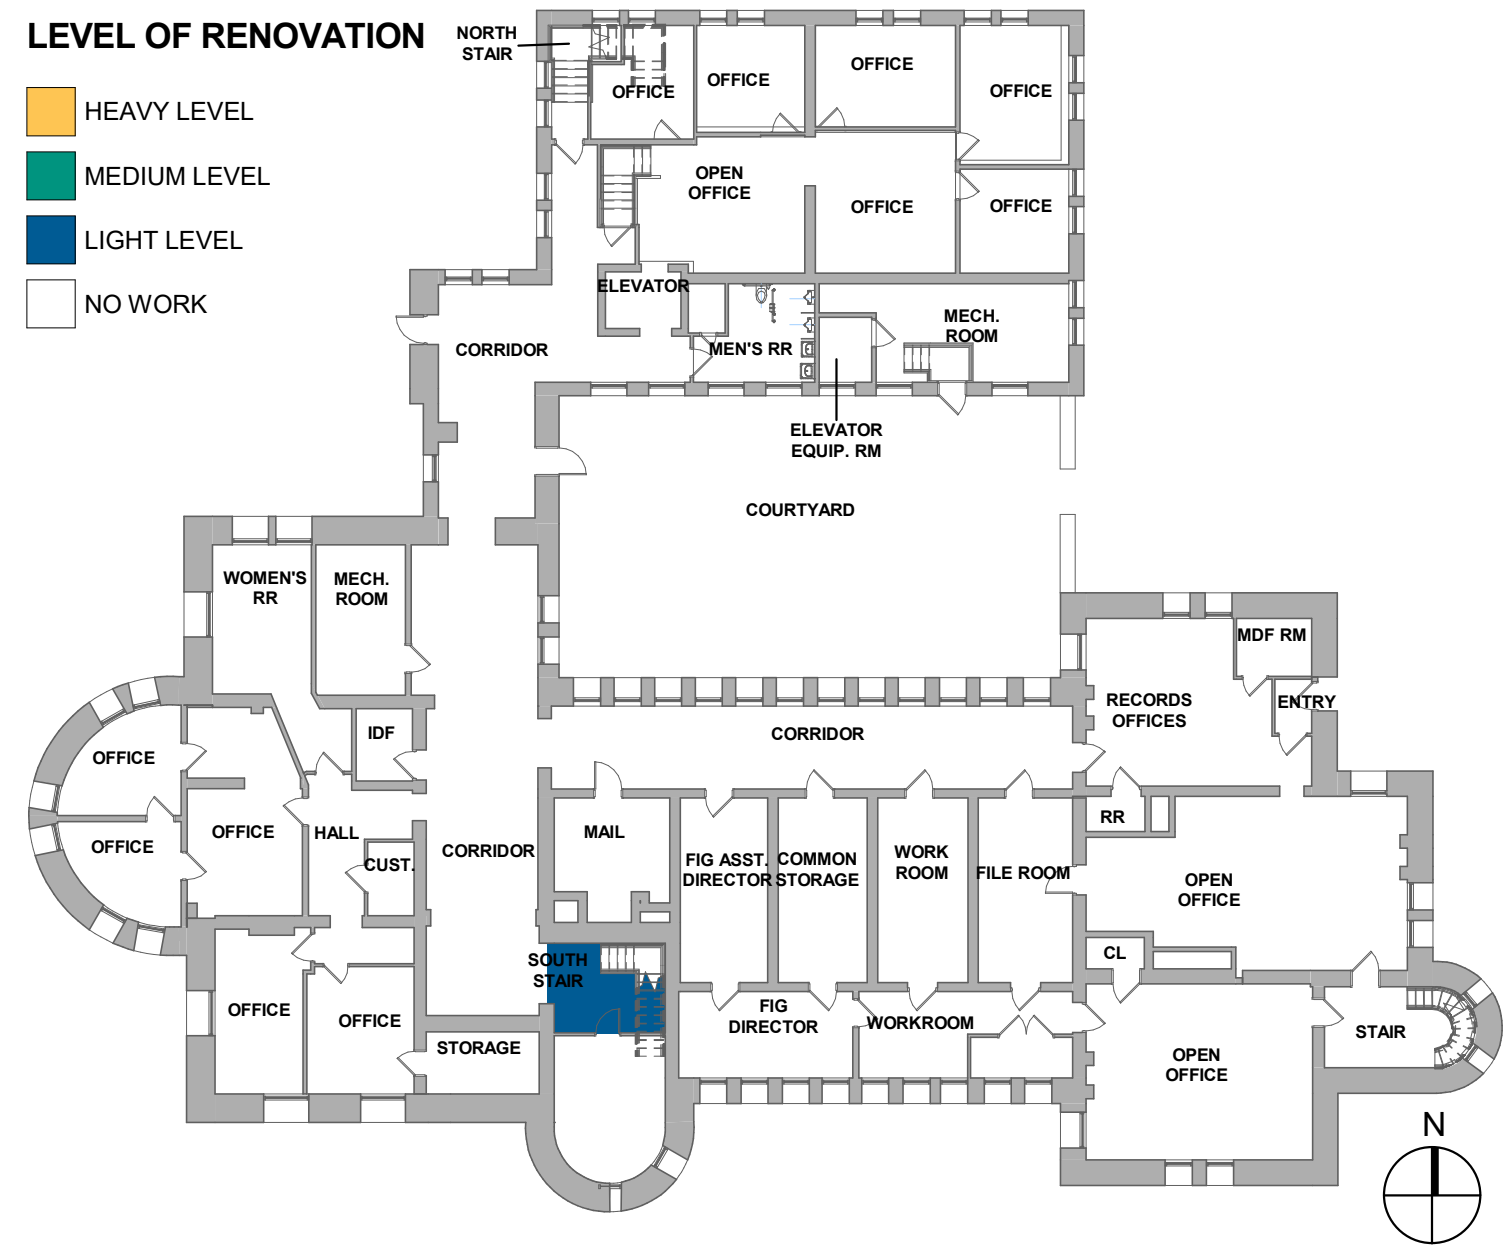 LEVEL OF RENOVATION
HEAVY LEVEL
MEDIUM LEVEL
LIGHT LEVEL
NO WORK
NORTH
STAIR
OFFICE
OFFICE
OFFICE
OFFICE
OPEN
OFFICE
OFFICE
OFFICE
ELEVATOR
MECH.
ROOM
CORRIDOR
MEN'S RR
ELEVATOR
EQUIP. RM
COURTYARD
WOMEN'S
RR
MECH.
ROOM
MDF RM
RECORDS
OFFICES
ENTRY
IDF
CORRIDOR
OFFICE
OFFICE
OFFICE
HALL
CUST.
CORRIDOR
MAIL
FIG ASST.
DIRECTOR
COMMON
STORAGE
WORK
ROOM
FILE ROOM
RR
OPEN
OFFICE
CL
SOUTH
STAIR
OFFICE
OFFICE
STORAGE
FIG
DIRECTOR
WORKROOM
OPEN
OFFICE
STAIR
N